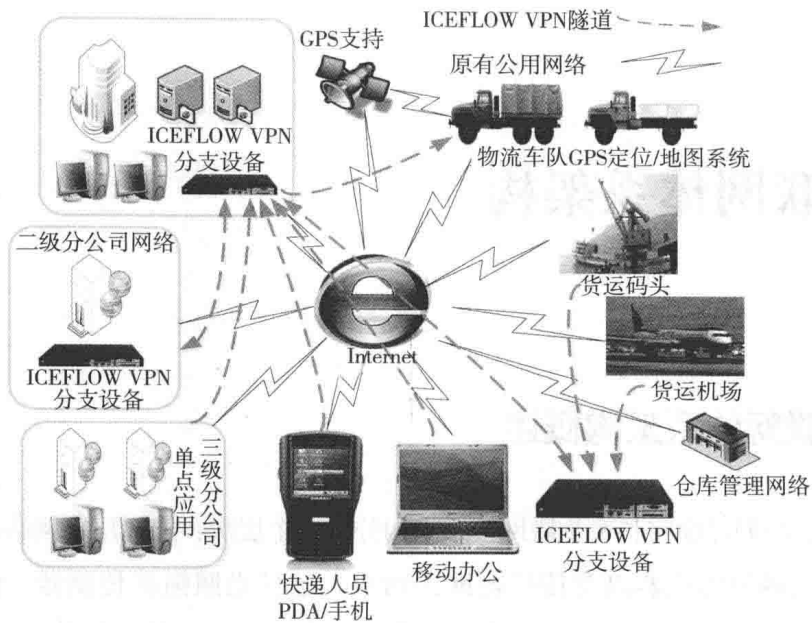 ICEFLOW VPN隧道
GPS支持
原有公用网络
ICEFLOW VPN
分支设备
物流车队GPS定位/地图系统
二级分公司网络
货运码头
Internet
ICEFLOW VPN
分支设备
货运机场
三级分公司
单点应用
仓库管理网络
ICEFLOW VPN
分支设备
快递人员
PDA/手机
移动办公